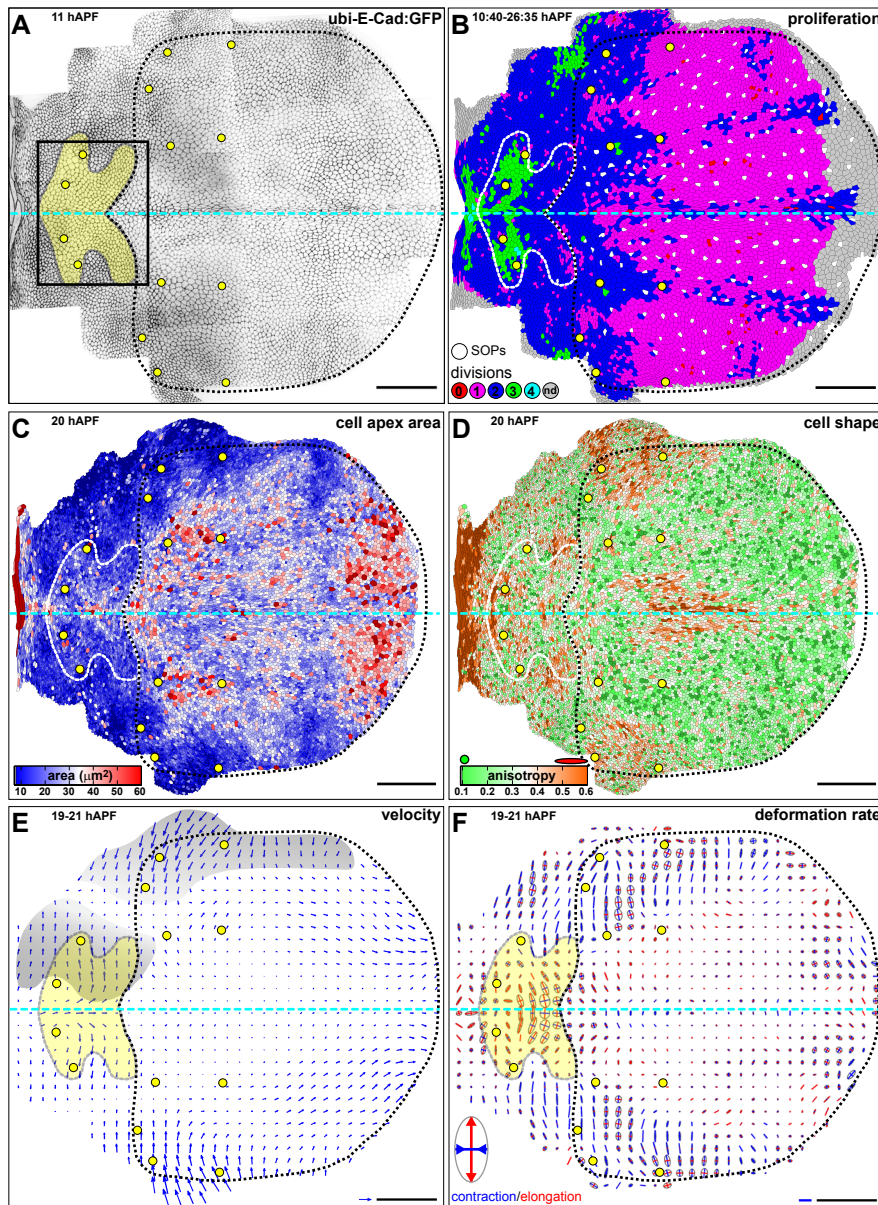 A
11 hAPF
ubi-E-Cad:GFP
B
10:40-26:35 hAPF
proliferation
SOPs
divisions
0 1 2 3 4 nd
C
20 hAPF
cell apex area
area (μm²)
10 20 30 40 50 60
D
20 hAPF
cell shape
anisotropy
0.1 0.2 0.3 0.4 0.5 0.6
E
19-21 hAPF
velocity
F
19-21 hAPF
deformation rate
contraction/elongation